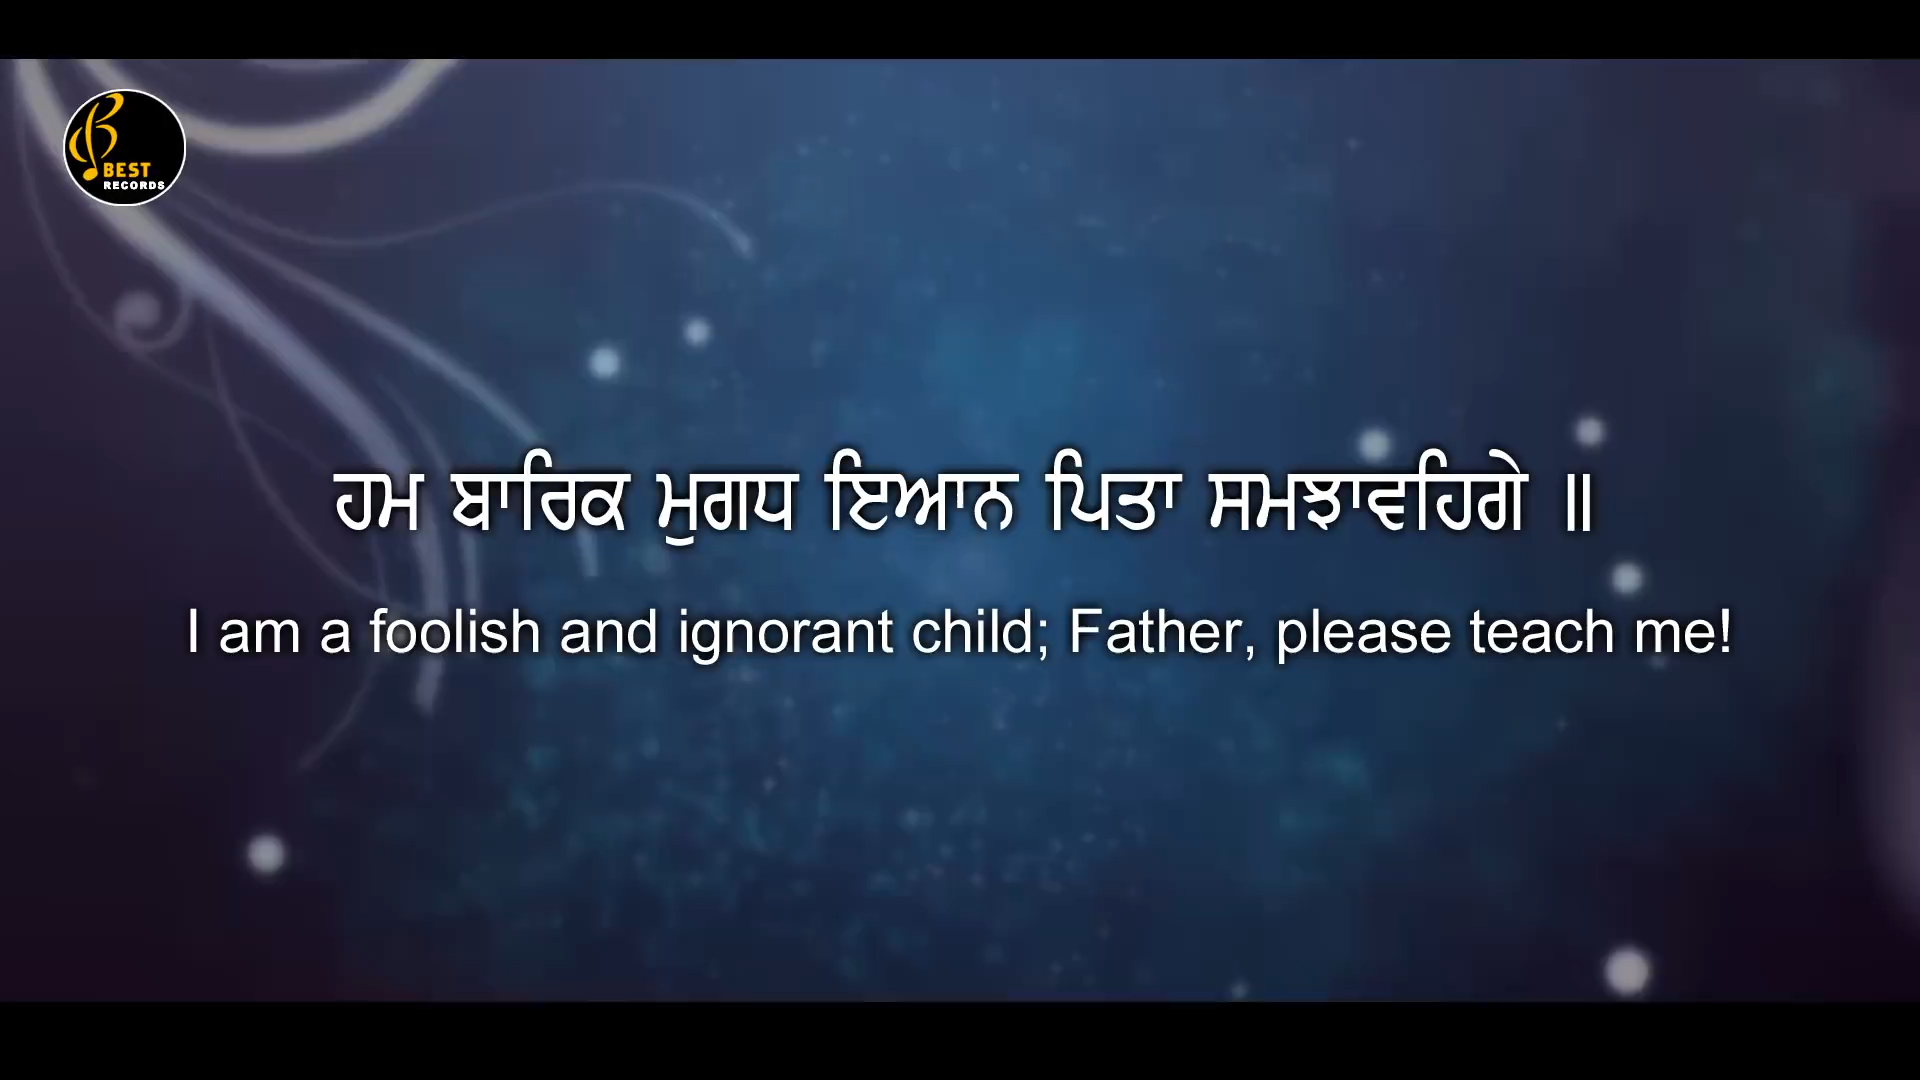 BEST
RECORDS
ਹਮ ਬਾਰਿਕ ਮੁਗਧ ਇਆਨ ਪਿਤਾ ਸਮਝਾਵਹਿਗੇ ॥
I am a foolish and ignorant child; Father, please teach me!